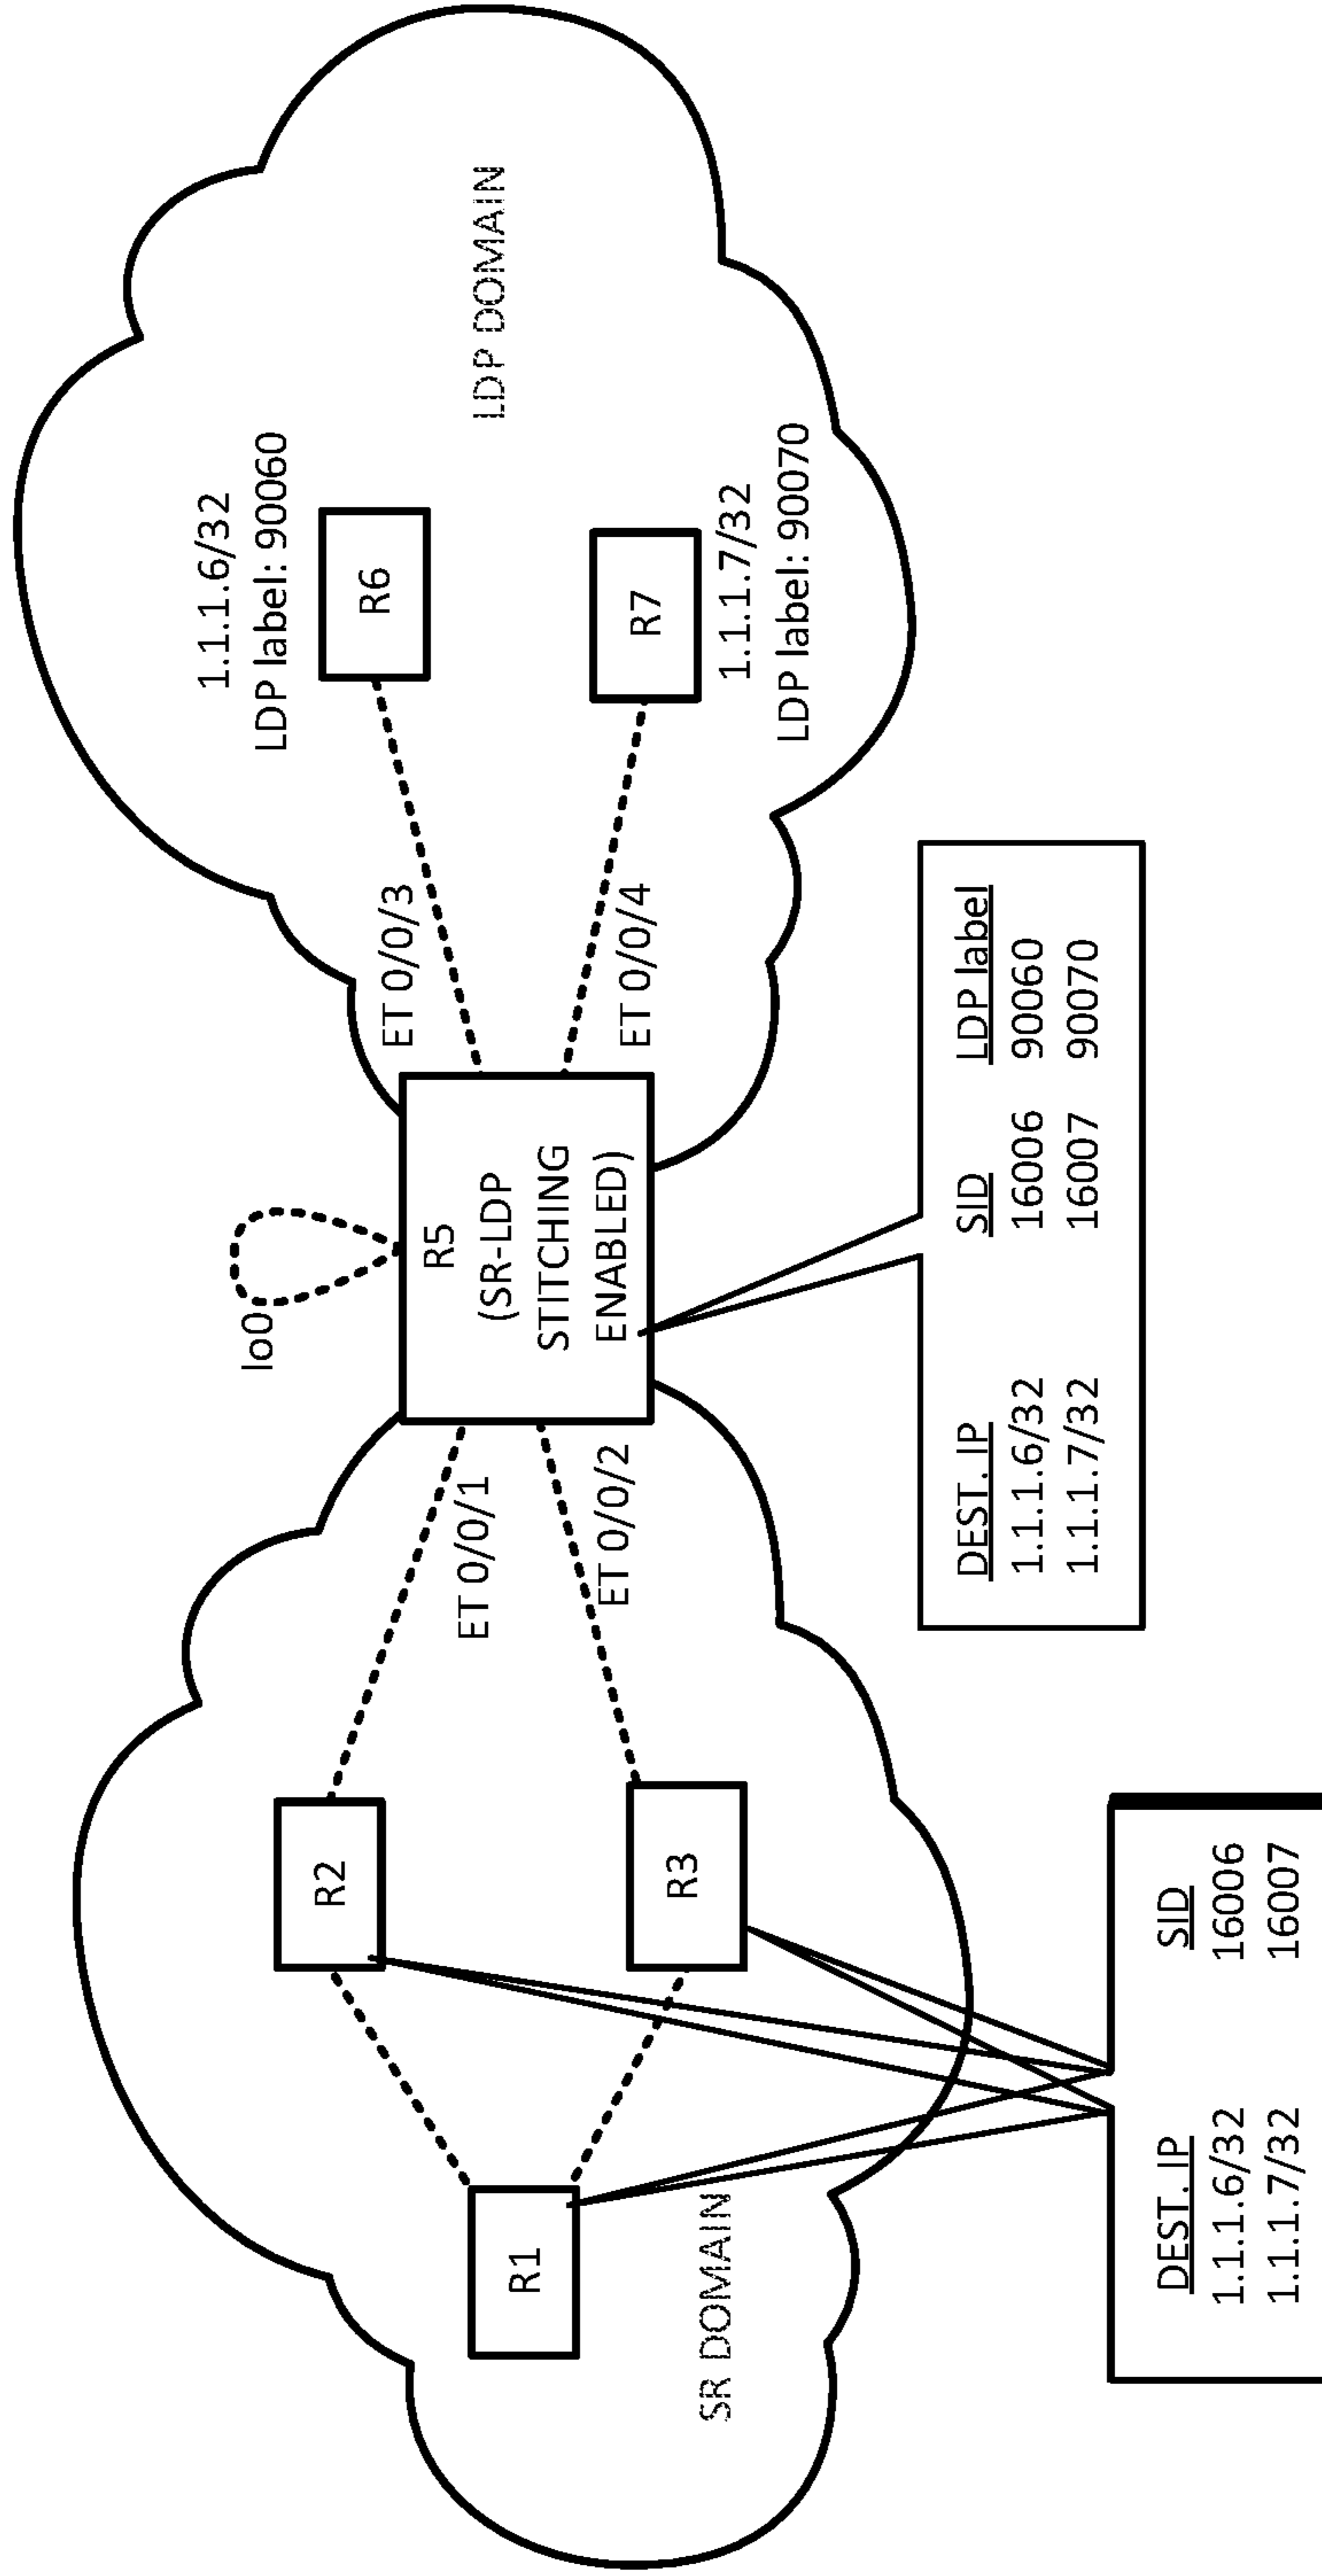 SR DOMAIN
R1
R2
R3
ET 0/0/1
ET 0/0/2
lo0
R5
(SR-LDP
STITCHING
ENABLED)
ET 0/0/3
ET 0/0/4
1.1.1.6/32
LDP label: 90060
R6
R7
1.1.1.7/32
LDP label: 90070
LDP DOMAIN
DEST. IP SID
1.1.1.6/32 16006
1.1.1.7/32 16007
DEST. IP SID LDP label
1.1.1.6/32 16006 90060
1.1.1.7/32 16007 90070